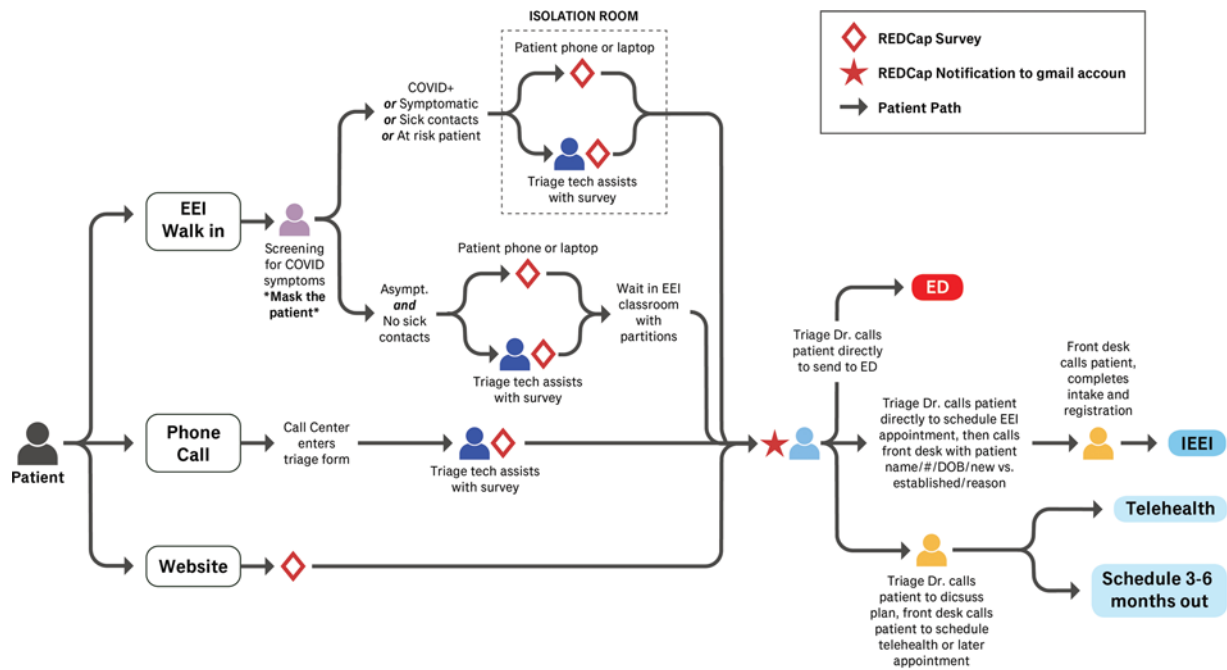 ISOLATION ROOM
Patient phone or laptop
Triage tech assists
with survey
REDCap Survey
REDCap Notification to gmail accoun
Patient Path
COVID+
or Symptomatic
or Sick contacts
or At risk patient
EEI
Walk in
Screening
for COVID
symptoms
*Mask the
patient*
Asympt.
and
No sick
contacts
Patient phone or laptop
Triage tech assists
with survey
Wait in EEI
classroom
with
partitions
Patient
Phone
Call
Call Center
enters
triage form
Triage tech assists
with survey
Website
Triage Dr. calls
patient directly
to send to ED
ED
Triage Dr. calls patient
directly to schedule EEI
appointment, then calls
front desk with patient
name/#/DOB/new vs.
established/reason
Front desk
calls patient,
completes
intake and
registration
IEEI
Triage Dr. calls
patient to dicsuss
plan, front desk calls
patient to schedule
telehealth or later
appointment
Telehealth
Schedule 3-6
months out